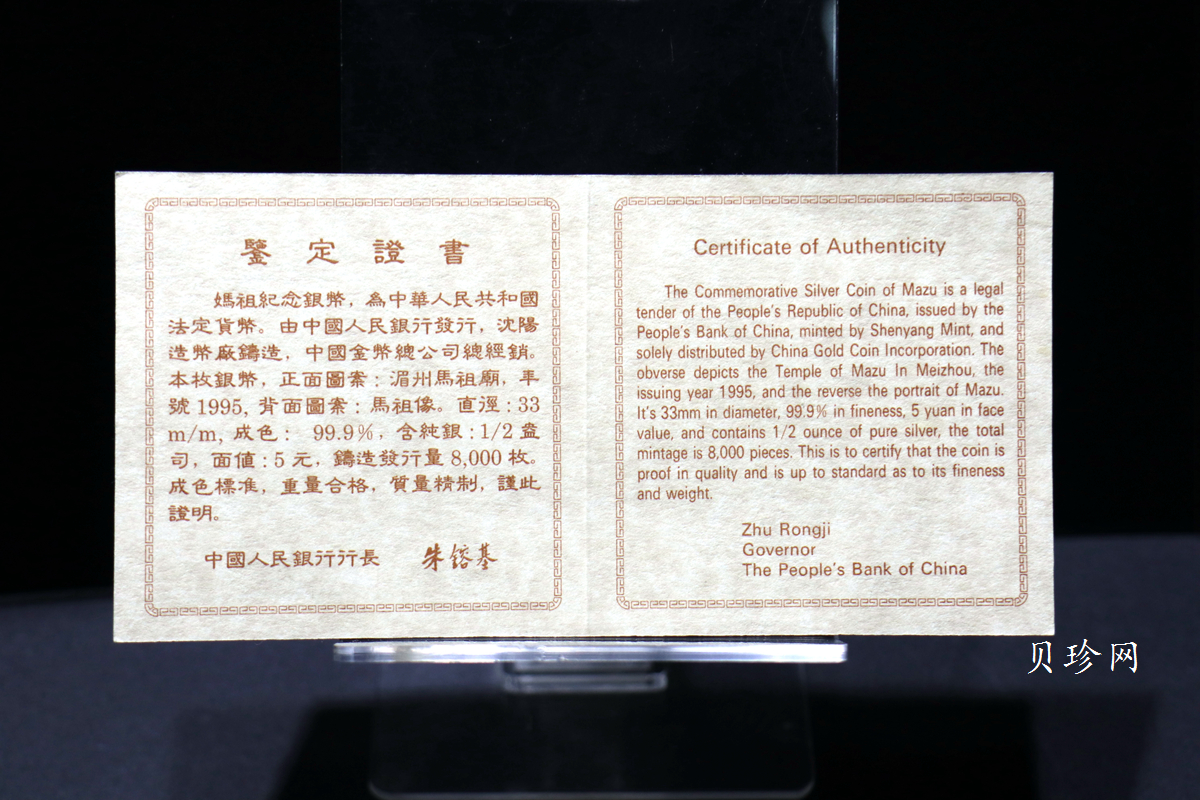 鑒定證書
媽祖紀念銀幣，為中華人民共和國
法定貨幣。由中國人民銀行發行，沈陽
造幣廠鑄造，中國金幣總公司總經銷。
本枚銀幣，正面圖案：湄州馬祖廟，年
號1995，背面圖案：馬祖像。直徑：33
m/m，成色： 99.9%，含純銀：1/2盎
司，面值：5元，鑄造發行量8,000枚。
成色標准，重量合格，質量精制，謹此
證明。
中國人民銀行行長 朱鎔基
Certificate of Authenticity
The Commemorative Silver Coin of Mazu is a legal
tender of the People's Republic of China, issued by the
People's Bank of China, minted by Shenyang Mint, and
solely distributed by China Gold Coin Incorporation. The
obverse depicts the Temple of Mazu In Meizhou, the
issuing year 1995, and the reverse the portrait of Mazu.
It's 33mm in diameter, 99.9% in fineness, 5 yuan in face
value, and contains 1/2 ounce of pure silver, the total
mintage is 8,000 pieces. This is to certify that the coin is
proof in quality and is up to standard as to its fineness
and weight.
Zhu Rongji
Governor
The People's Bank of China
贝珍网